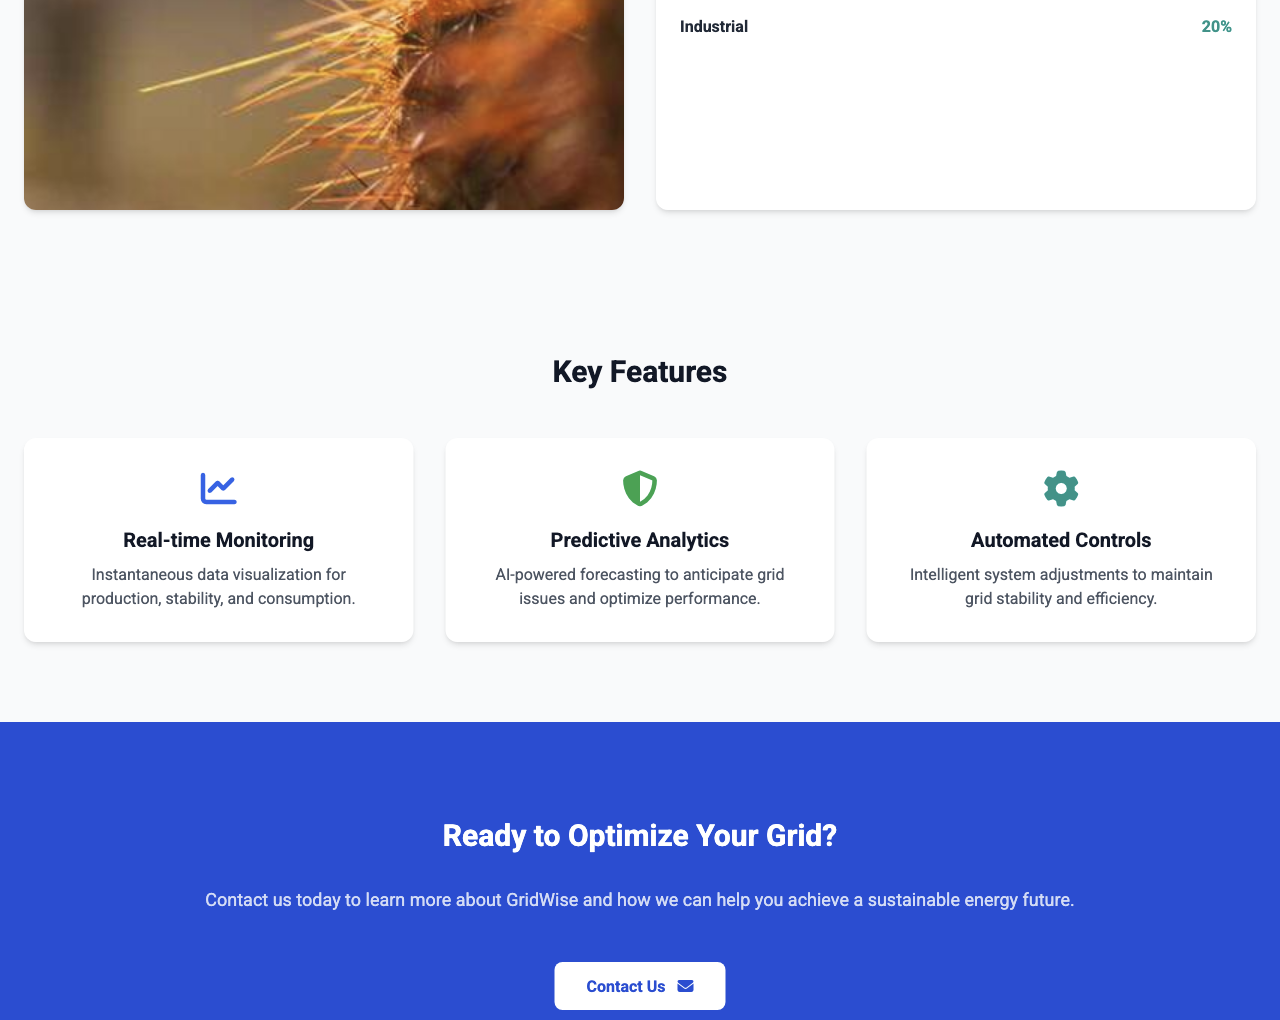 Industrial 20%
Key Features
Real-time Monitoring
Instantaneous data visualization for
production, stability, and consumption.
Predictive Analytics
AI-powered forecasting to anticipate grid
issues and optimize performance.
Automated Controls
Intelligent system adjustments to maintain
grid stability and efficiency.
Ready to Optimize Your Grid?
Contact us today to learn more about GridWise and how we can help you achieve a sustainable energy future.
Contact Us